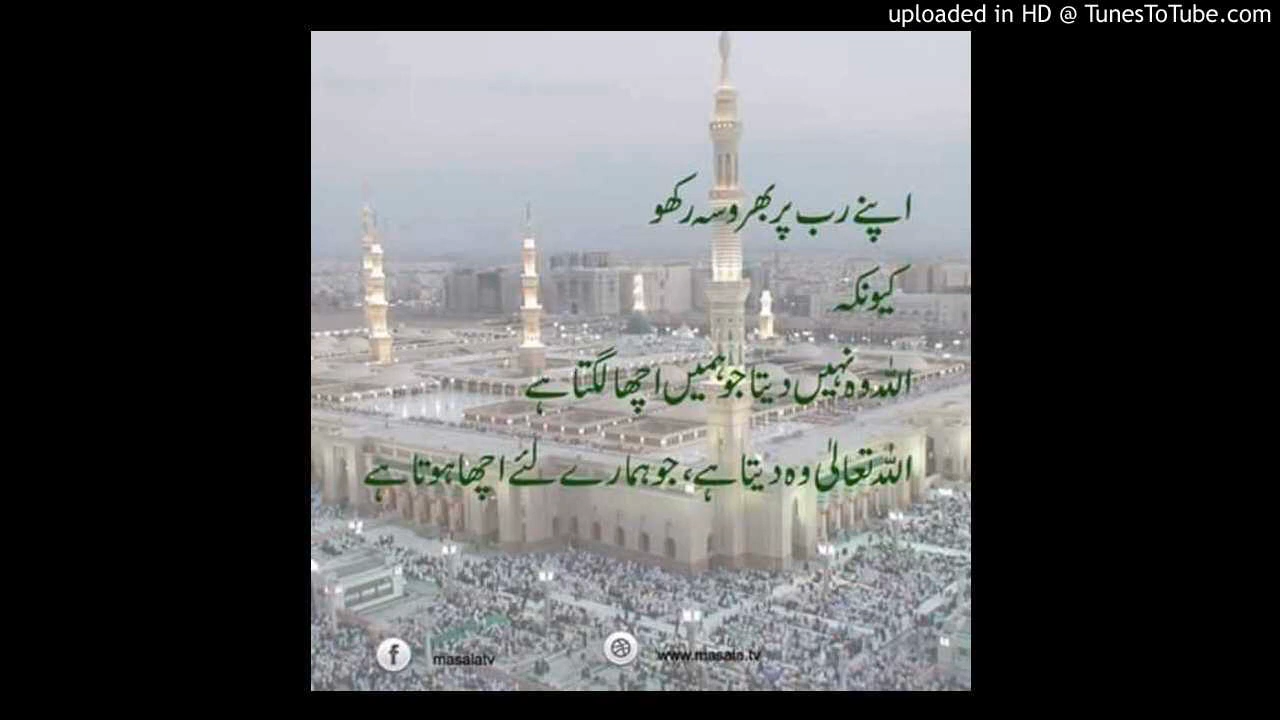 uploaded in HD @ TunesToTube.com
اپنے رب پر بھروسہ رکھو
کیونکہ
اللہ وہ نہیں دیتا جو ہمیں اچھا لگتا ہے
اللہ تعالٰی وہ دیتا ہے، جو ہمارے لئے اچھا ہوتا ہے
masalatv
www.masala.tv